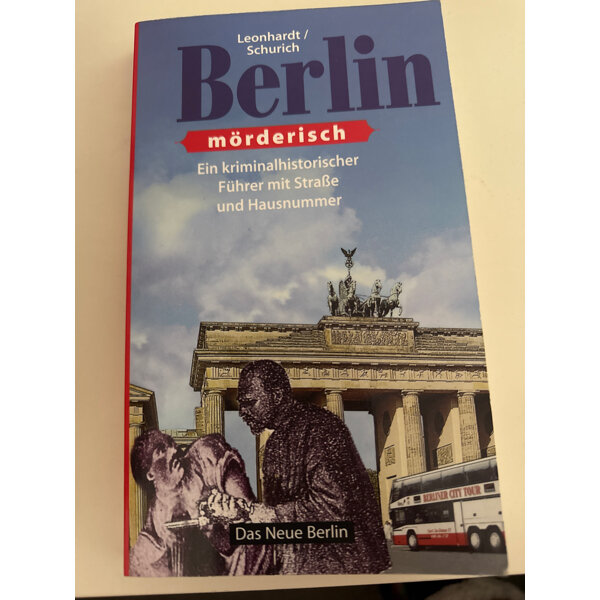 Leonhardt /
Schurich
Berlin
mörderisch
Ein kriminalhistorischer
Führer mit Straße
und Hausnummer
BERLINER CITY TOUR
Das Neue Berlin